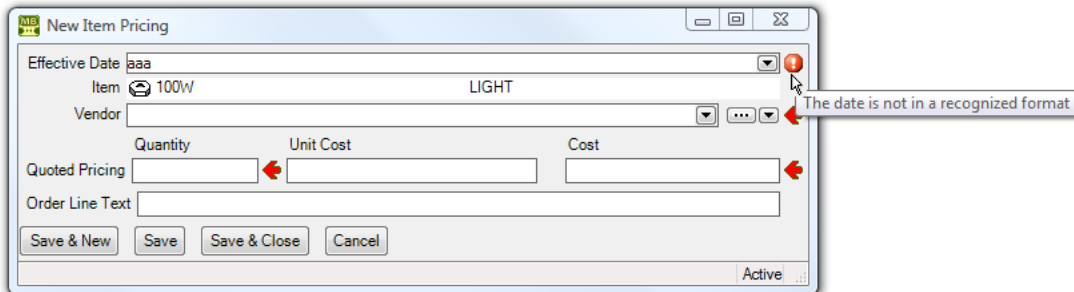 MB
New Item Pricing
Effective Date aaa
Item 100W LIGHT
The date is not in a recognized format
Vendor
Quantity Unit Cost Cost
Quoted Pricing
Order Line Text
Save & New Save Save & Close Cancel
Active